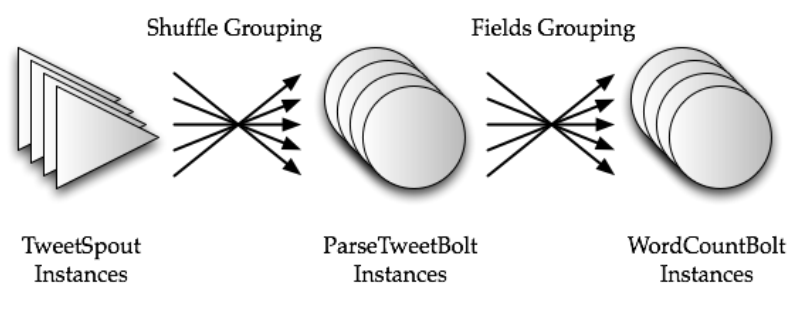 Shuffle Grouping
Fields Grouping
TweetSpout
Instances
ParseTweetBolt
Instances
WordCountBolt
Instances